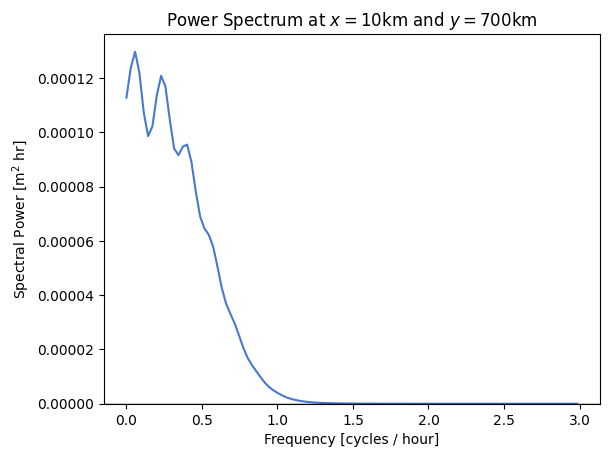 Power Spectrum at x = 10km and y = 700km
Spectral Power [m² hr]
0.00012
0.00010
0.00008
0.00006
0.00004
0.00002
0.00000
0.0 0.5 1.0 1.5 2.0 2.5 3.0
Frequency [cycles / hour]